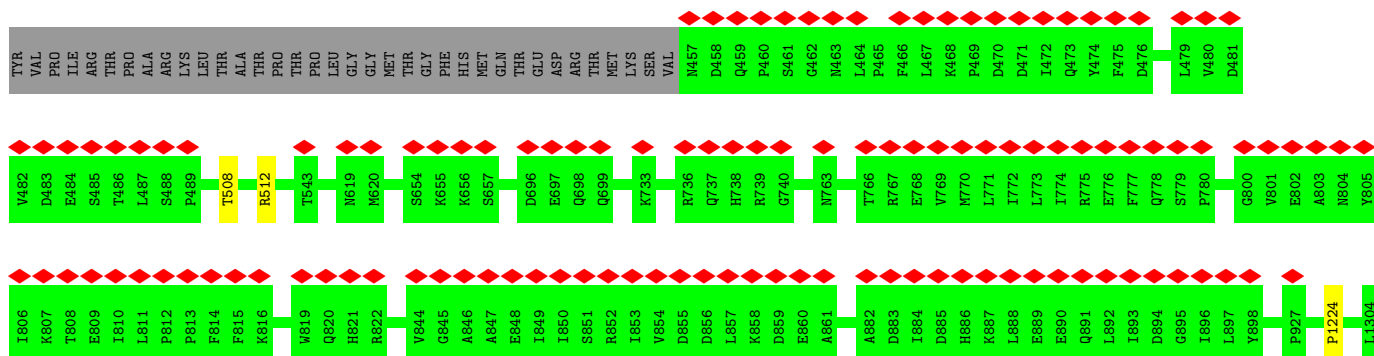 TYR VAL PRO ILE ARG THR PRO ALA ARG LYS LEU THR ALA THR PRO THR PRO LEU GLY GLY MET THR GLY PHE HIS MET GLN THR GLU ASP ARG THR MET LYS SER VAL N457 D458 Q459 P460 S461 G462 N463 L464 P465 F466 L467 K468 P469 D470 D471 I472 Q473 Y474 F475 D476 L479 V480 D481
V482 D483 E484 S485 T486 L487 S488 P489 T508 R512 T543 N619 M620 S654 K655 K656 S657 D696 E697 Q698 Q699 K733 R736 Q737 H738 R739 G740 N763 T766 R767 E768 V769 M770 L771 I772 L773 I774 R775 E776 F777 Q778 S779 P780 G800 V801 E802 A803 N804 Y805
I806 K807 T808 E809 I810 L811 P812 P813 F814 F815 K816 W819 Q820 H821 R822 V844 G845 A846 A847 E848 I849 I850 S851 R852 I853 V854 D855 D856 L857 K858 D859 E860 A861 A882 D883 I884 D885 H886 K887 L888 E889 E890 Q891 L892 I893 D894 G895 I896 L897 Y898 P927 P1224 L1304